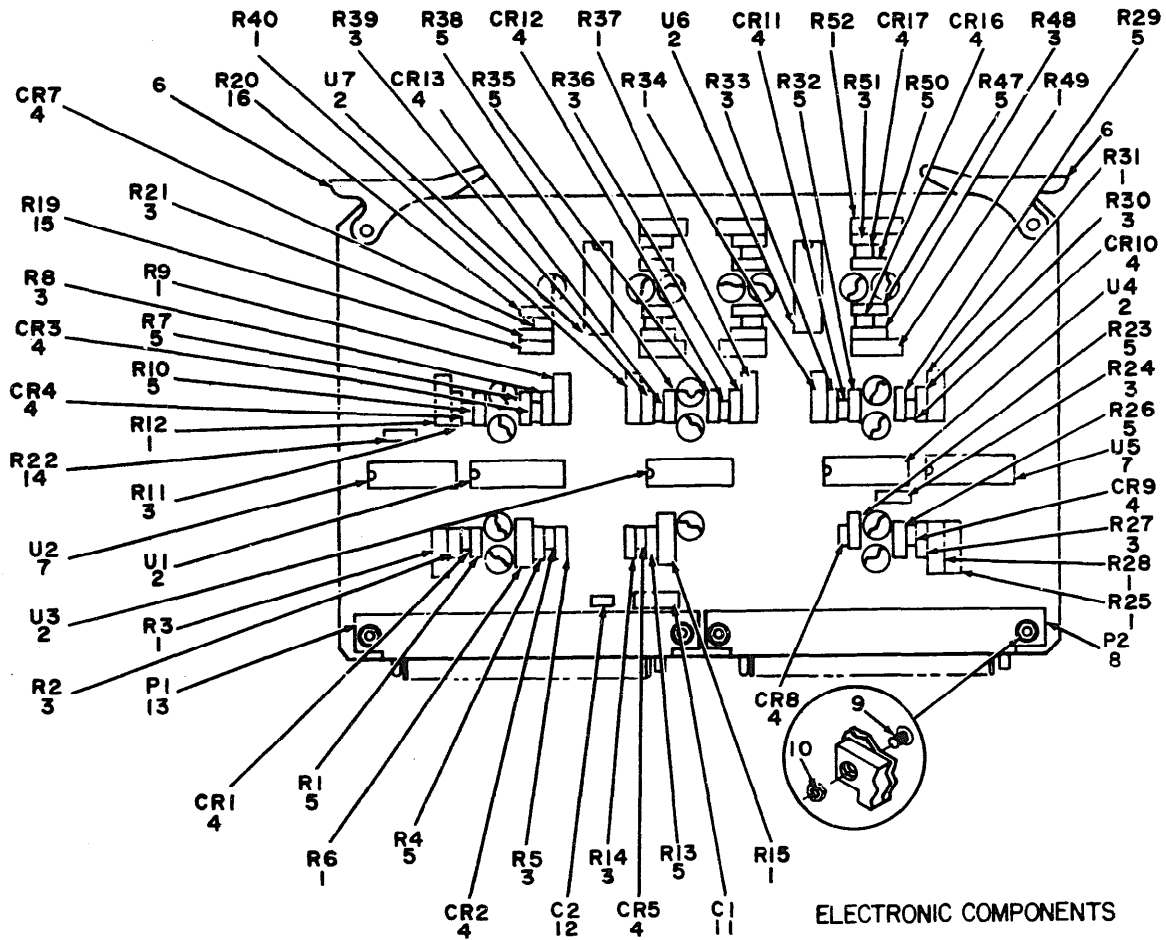 R40 R39 R38 CR12 R37 U6 CR11 R52 CR17 CR16 R48 R29
1 3 5 4 1 2 4 1 4 4 3 5
CR7 6 R20 U7 CR13 R35 R36 R34 R33 R32 R51 R50 R47 R49
4 16 2 4 5 3 1 3 5 3 5 5 1
6
R31
1
R30
3
CR10
4
U4
2
R23
5
R24
3
R26
5
U5
7
CR9
4
R27
3
R28
1
R25
1
P2
8
R21
3
R19
15
R9
1
R8
3
R7
5
CR3
4
R10
5
CR4
4
R12
1
R22
14
R11
3
U2
7
U1
2
U3
2
R3
1
R2
3
P1
13
CR8
4
9
10
CR1
4
R1
5
R6
1
R4
5
CR2
4
R5
3
C2
12
R14
3
CR5
4
R13
5
C1
11
R15
1
ELECTRONIC COMPONENTS